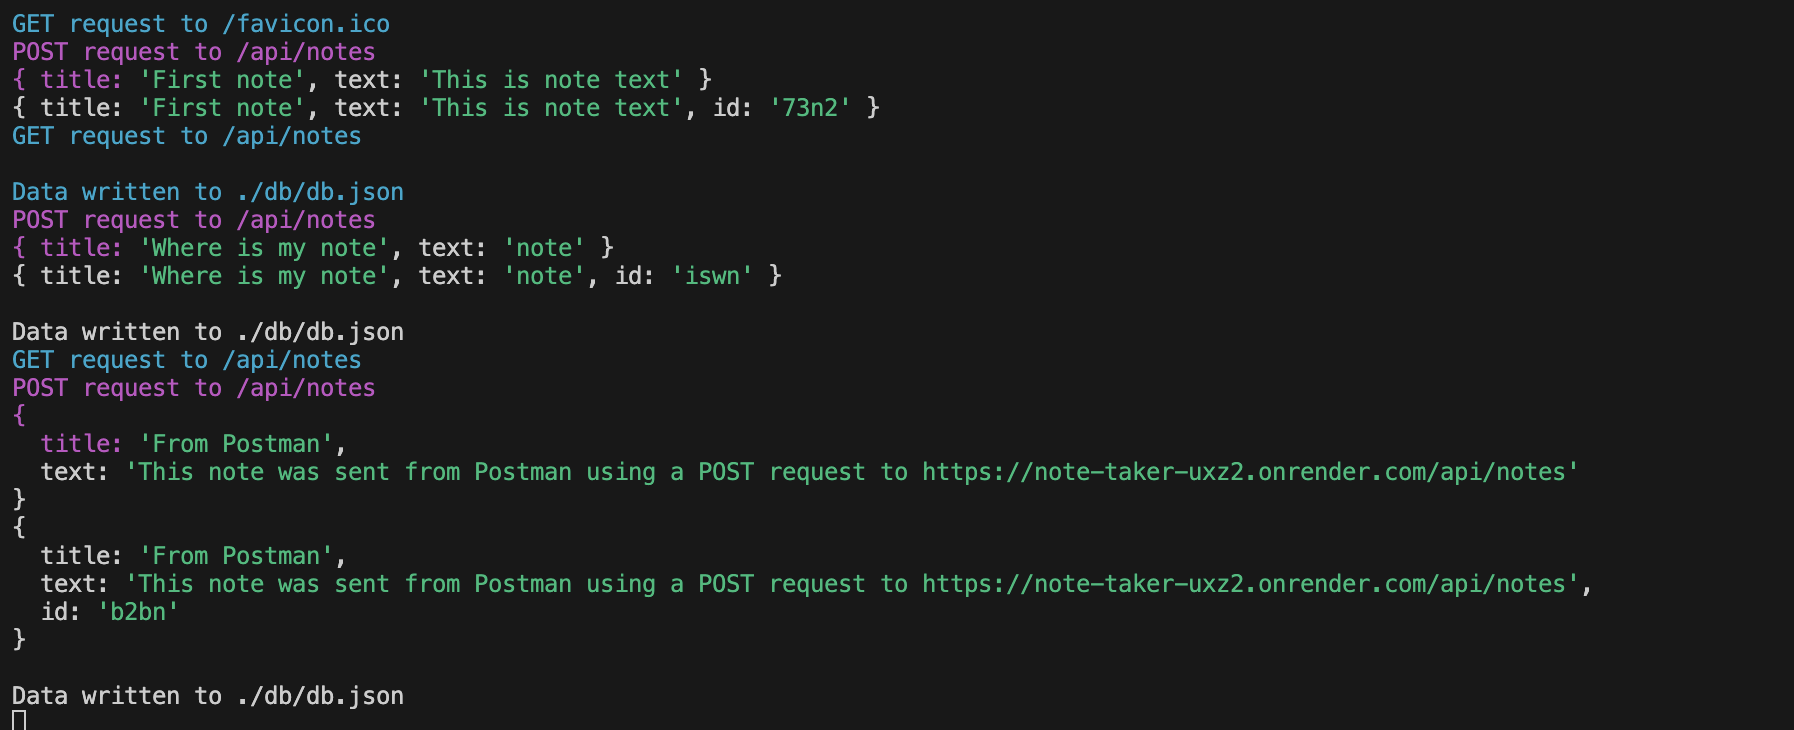 GET request to /favicon.ico
POST request to /api/notes
{ title: 'First note', text: 'This is note text' }
{ title: 'First note', text: 'This is note text', id: '73n2' }
GET request to /api/notes
Data written to ./db/db.json
POST request to /api/notes
{ title: 'Where is my note', text: 'note' }
{ title: 'Where is my note', text: 'note', id: 'iswn' }
Data written to ./db/db.json
GET request to /api/notes
POST request to /api/notes
{
  title: 'From Postman',
  text: 'This note was sent from Postman using a POST request to https://note-taker-uxz2.onrender.com/api/notes'
}
{
  title: 'From Postman',
  text: 'This note was sent from Postman using a POST request to https://note-taker-uxz2.onrender.com/api/notes',
  id: 'b2bn'
}
Data written to ./db/db.json